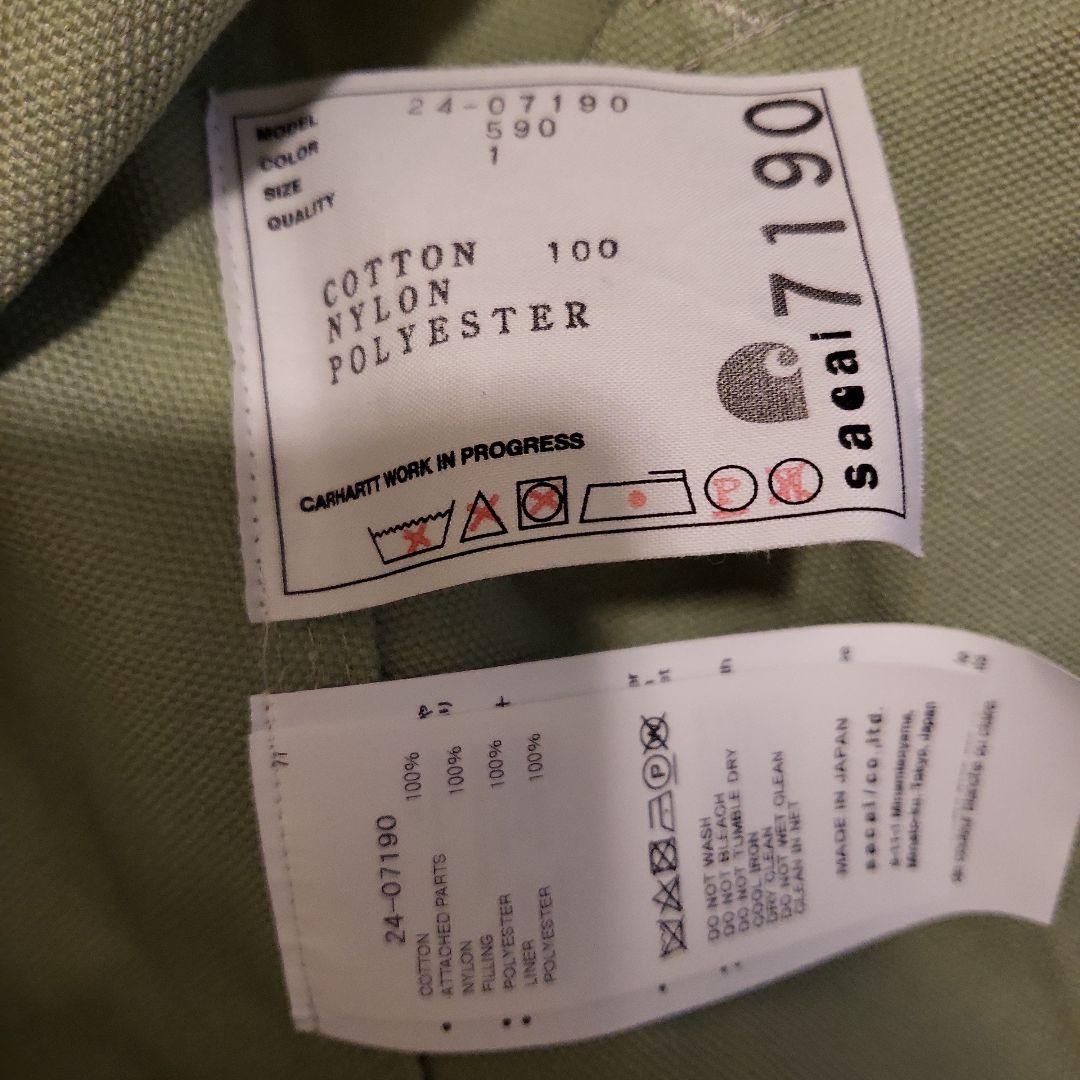 MODEL 24-07190
COLOR 590
SIZE 1
QUALITY
COTTON 100
NYLON
POLYESTER
CARHARTT WORK IN PROGRESS
P
sacai 7190
24-07190
COTTON 100%
ATTACHED PARTS
NYLON 100%
FILLING
POLYESTER 100%
LINER
POLYESTER 100%
P
DO NOT WASH
DO NOT BLEACH
DO NOT TUMBLE DRY
COOL IRON
DRY CLEAN
DO NOT WET CLEAN
CLEAN IN NET
MADE IN JAPAN
sacai/co.,ltd.
Minamiaoyama,
Minato-ku, Tokyo, Japan